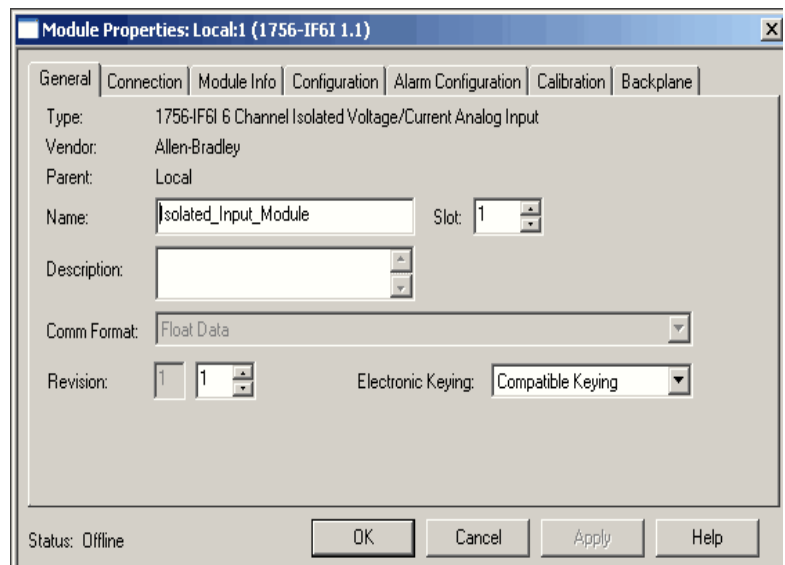 Module Properties: Local:1 (1756-IF6I 1.1)
X
General Connection Module Info Configuration Alarm Configuration Calibration Backplane
Type: 1756-IF6I 6 Channel Isolated Voltage/Current Analog Input
Vendor: Allen-Bradley
Parent: Local
Name: Isolated_Input_Module Slot: 1
Description:
Comm Format: Float Data
Revision: 1 1 Electronic Keying: Compatible Keying
Status: Offline OK Cancel Apply Help